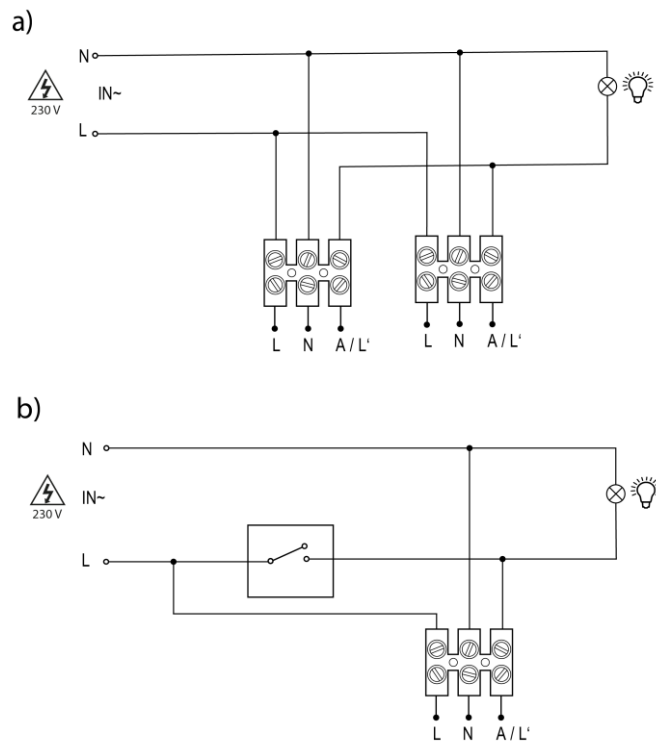 a)
N
IN~
230 V
L
L N A / L‘ L N A / L‘
b)
N
IN~
230 V
L
L N A / L‘